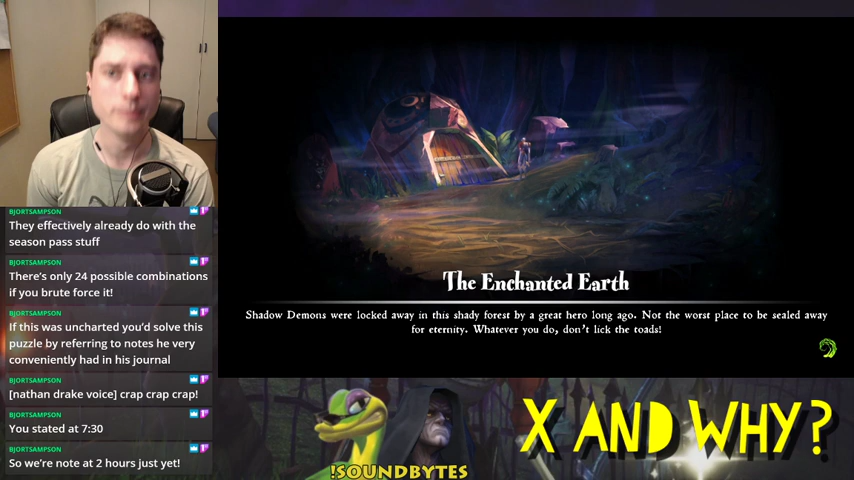 BJORTSAMPSON
They effectively already do with the
season pass stuff
BJORTSAMPSON
There's only 24 possible combinations
if you brute force it!
BJORTSAMPSON
If this was uncharted you'd solve this
puzzle by referring to notes he very
conveniently had in his journal
BJORTSAMPSON
[nathan drake voice] crap crap crap!
BJORTSAMPSON
You stated at 7:30
BJORTSAMPSON
So we're note at 2 hours just yet!
The Enchanted Earth
Shadow Demons were locked away in this shady forest by a great hero long ago. Not the worst place to be sealed away
for eternity. Whatever you do, don't lick the toads!
!SOUNDBYTES
X AND WHY?